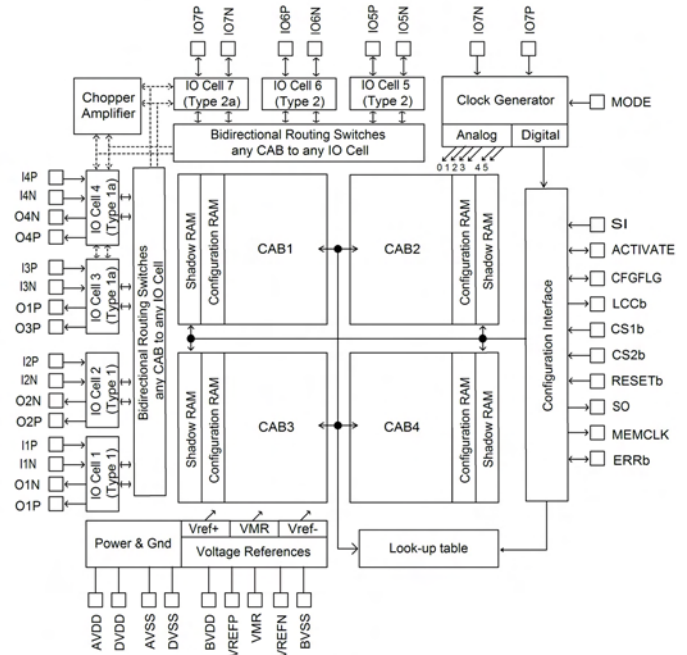 IO7P
IO7N
IO6P
IO6N
IO5P
IO5N
IO7N
IO7P
Chopper
Amplifier
IO Cell 7
(Type 2a)
IO Cell 6
(Type 2)
IO Cell 5
(Type 2)
Clock Generator
Analog
Digital
MODE
Bidirectional Routing Switches
any CAB to any IO Cell
0 1 2 3 4 5
I4P
I4N
O4N
O4P
IO Cell 4
(Type 1a)
I3P
I3N
O1P
O3P
IO Cell 3
(Type 1a)
I2P
I2N
O2N
O2P
IO Cell 2
(Type 1)
I1P
I1N
O1N
O1P
IO Cell 1
(Type 1)
Bidirectional Routing Switches
any CAB to any IO Cell
Shadow RAM
Configuration RAM
CAB1
CAB2
Configuration RAM
Shadow RAM
Shadow RAM
Configuration RAM
CAB3
CAB4
Configuration RAM
Shadow RAM
Configuration Interface
SI
ACTIVATE
CFGFLG
LCCb
CS1b
CS2b
RESETb
SO
MEMCLK
ERRb
Power & Gnd
Vref+
VMR
Vref-
Voltage References
Look-up table
AVDD
DVDD
AVSS
DVSS
BVDD
VREFP
VMR
VREFN
BVSS